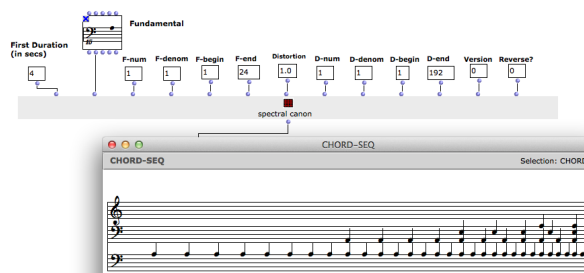 Fundamental
First Duration
(in secs)
F-num
F-denom
F-begin
F-end
Distortion
D-num
D-denom
D-begin
D-end
Version
Reverse?
4
1
1
1
24
1.0
1
1
1
192
0
0
spectral canon
CHORD-SEQ
CHORD-SEQ
Selection: CHORD